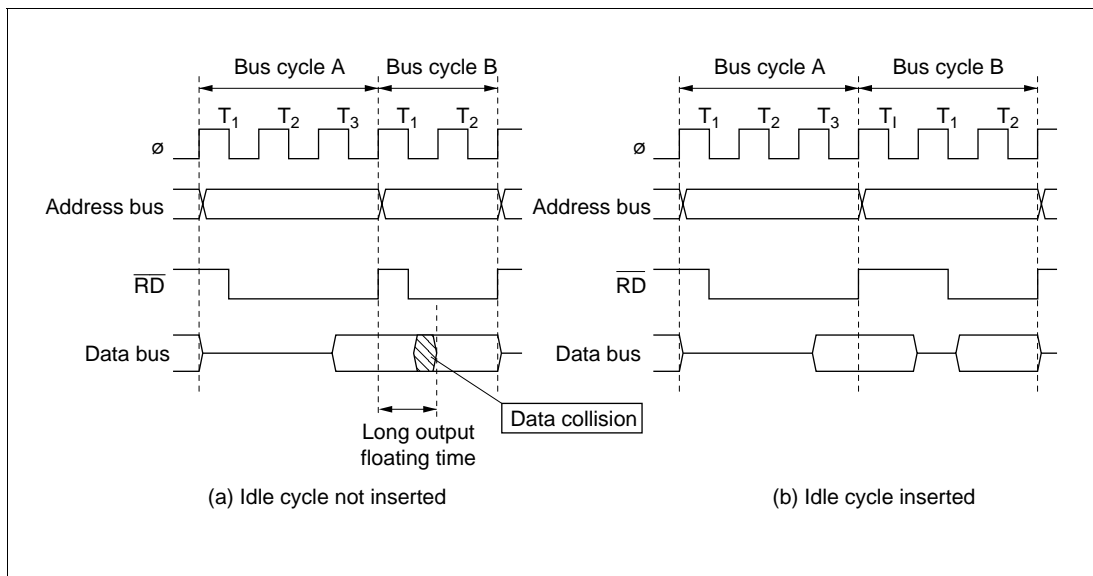 Bus cycle A Bus cycle B
T1 T2 T3 T1 T2
ø
Address bus
RD
Data bus
Data collision
Long output
floating time
(a) Idle cycle not inserted
Bus cycle A Bus cycle B
T1 T2 T3 TI T1 T2
ø
Address bus
RD
Data bus
(b) Idle cycle inserted